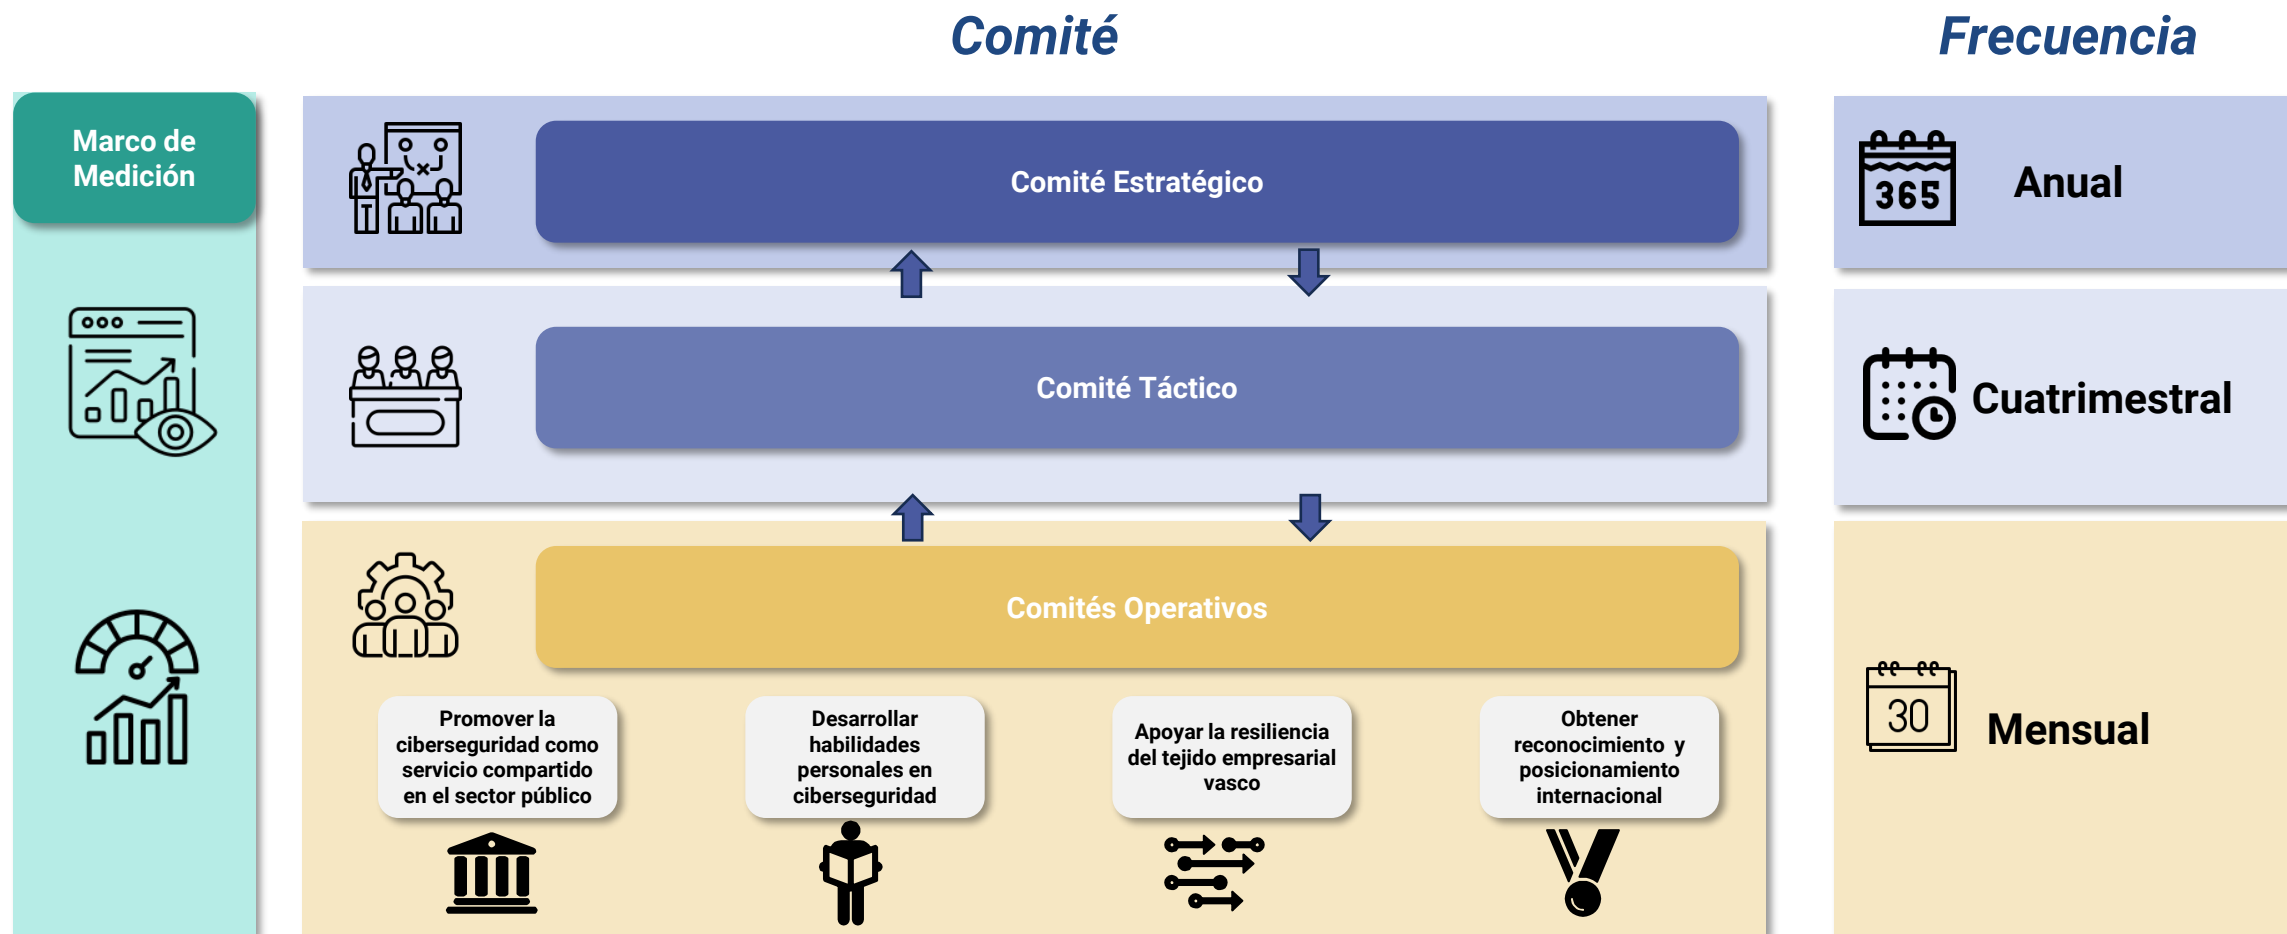 Comité
Frecuencia
Marco de
Medición
Comité Estratégico
365
Anual
Comité Táctico
Cuatrimestral
Comités Operativos
Promover la
ciberseguridad como
servicio compartido
en el sector público
Desarrollar
habilidades
personales en
ciberseguridad
Apoyar la resiliencia
del tejido empresarial
vasco
Obtener
reconocimiento y
posicionamiento
internacional
30
Mensual